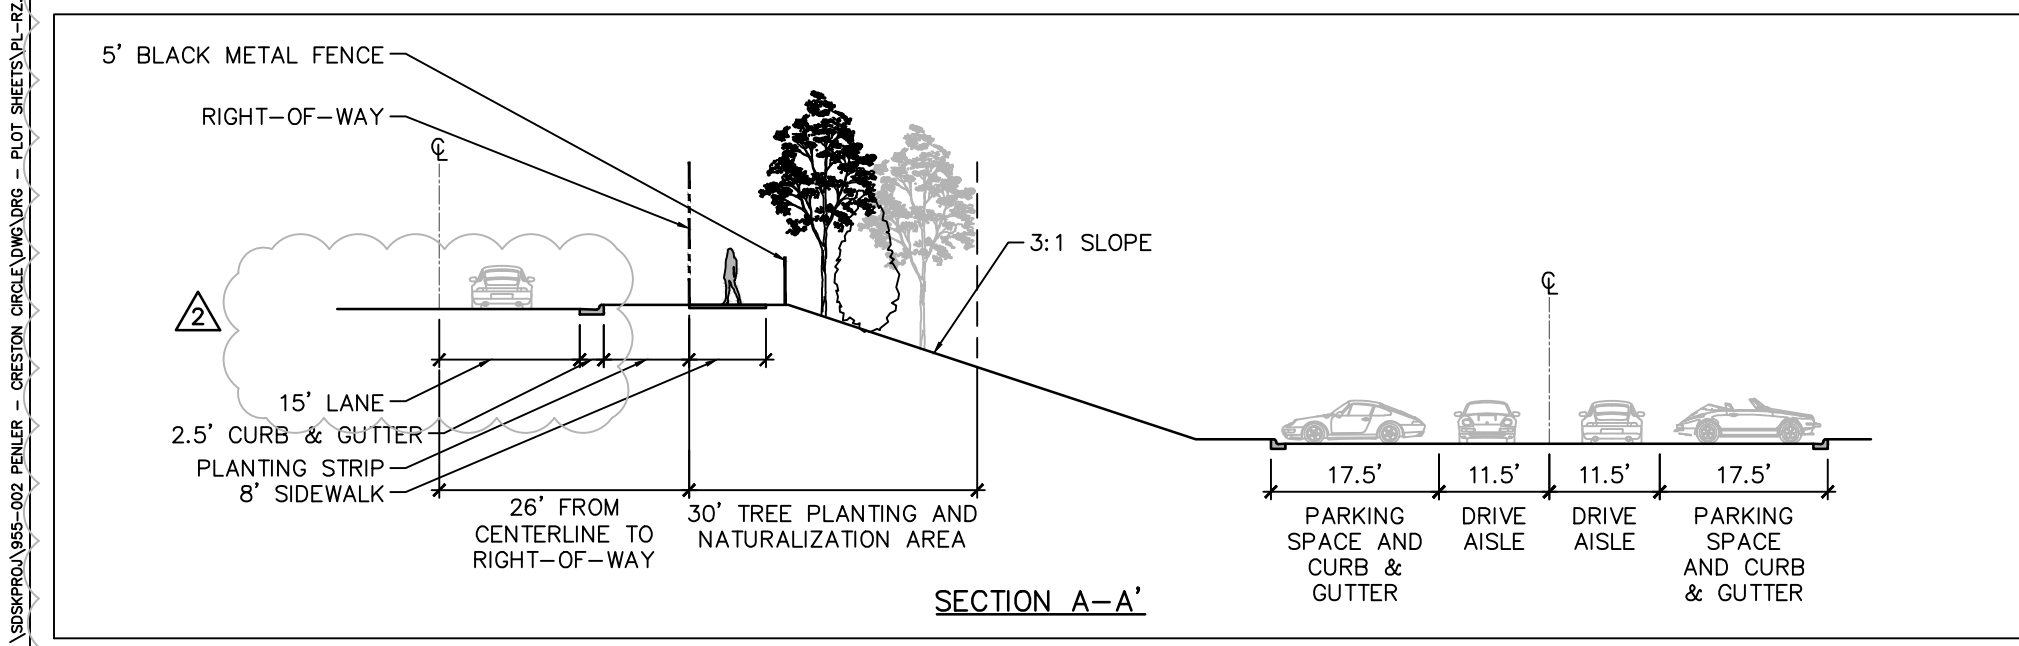 \SDSKPROJ\955-002 PENLER - CRESTON CIRCLE\DWG\DRG - PLOT SHEETS\PL-RZ.
5' BLACK METAL FENCE
RIGHT-OF-WAY
℄
3:1 SLOPE
℄
2
15' LANE
2.5' CURB & GUTTER
PLANTING STRIP
8' SIDEWALK
26' FROM
CENTERLINE TO
RIGHT-OF-WAY
30' TREE PLANTING AND
NATURALIZATION AREA
17.5'
11.5'
11.5'
17.5'
PARKING
SPACE AND
CURB &
GUTTER
DRIVE
AISLE
DRIVE
AISLE
PARKING
SPACE
AND CURB
& GUTTER
SECTION A-A'